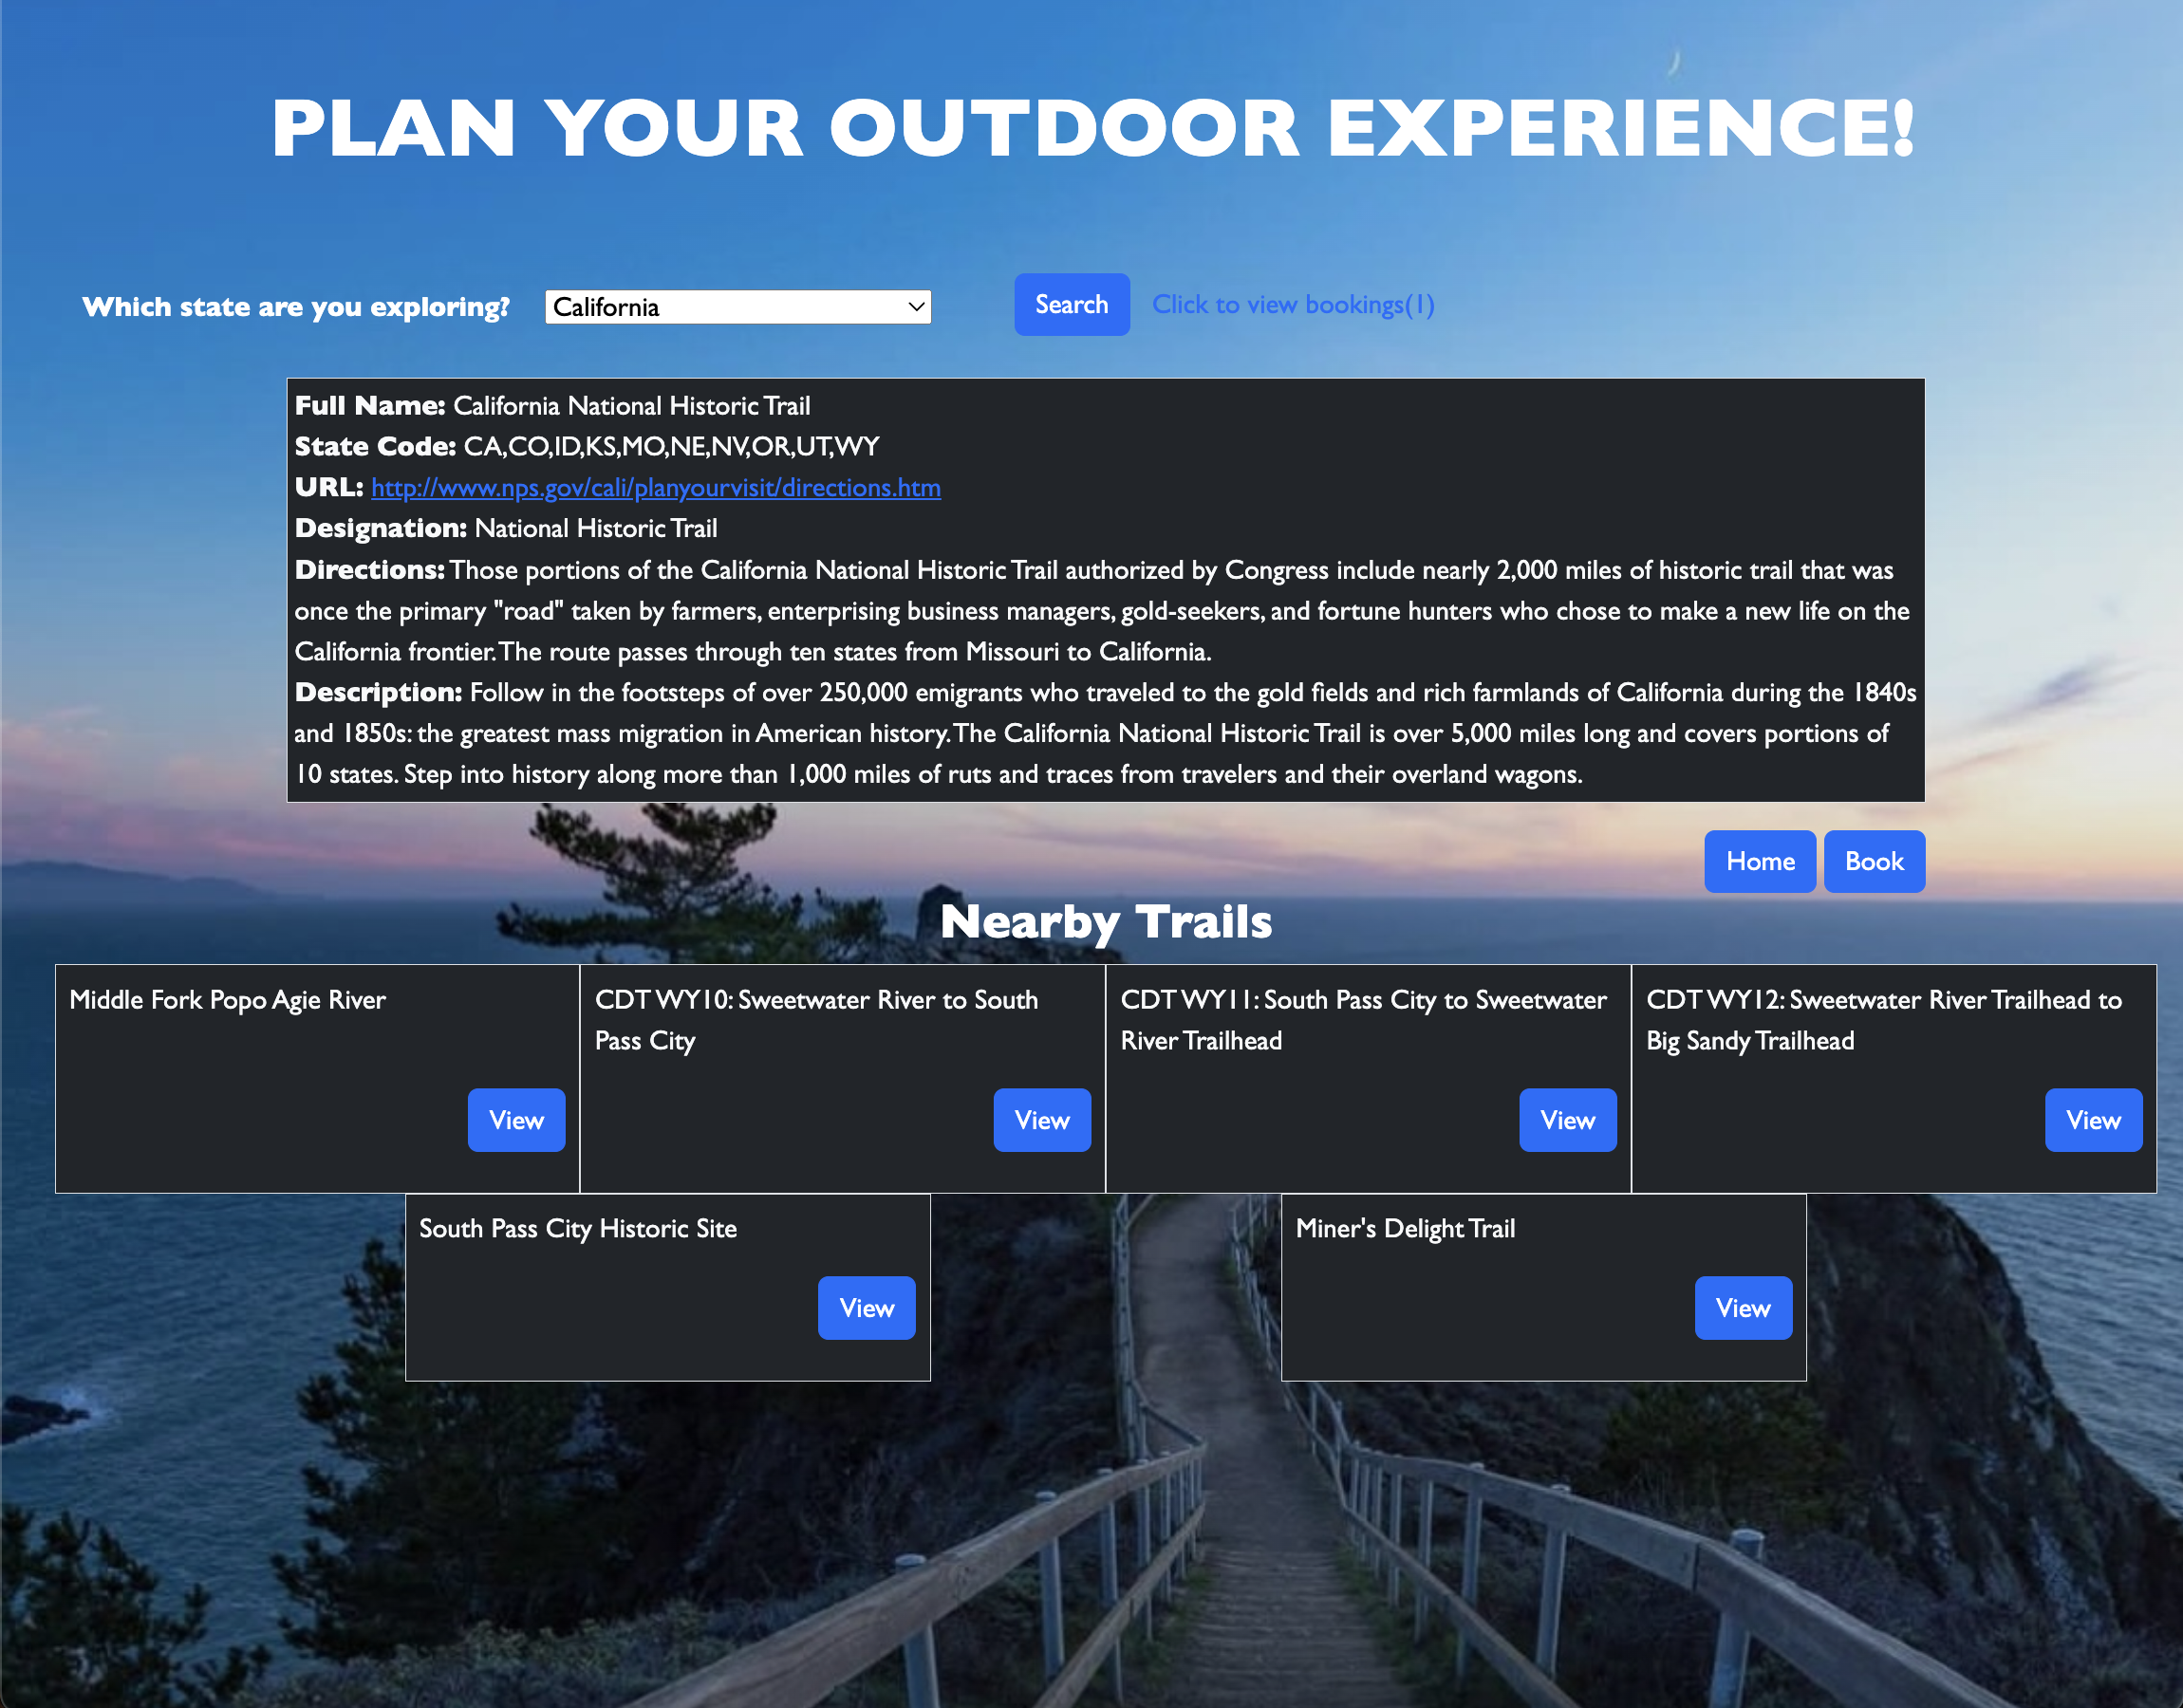 PLAN YOUR OUTDOOR EXPERIENCE!
Which state are you exploring? California Search Click to view bookings(1)
Full Name: California National Historic Trail
State Code: CA,CO,ID,KS,MO,NE,NV,OR,UT,WY
URL: http://www.nps.gov/cali/planyourvisit/directions.htm
Designation: National Historic Trail
Directions: Those portions of the California National Historic Trail authorized by Congress include nearly 2,000 miles of historic trail that was
once the primary "road" taken by farmers, enterprising business managers, gold-seekers, and fortune hunters who chose to make a new life on the
California frontier. The route passes through ten states from Missouri to California.
Description: Follow in the footsteps of over 250,000 emigrants who traveled to the gold fields and rich farmlands of California during the 1840s
and 1850s: the greatest mass migration in American history. The California National Historic Trail is over 5,000 miles long and covers portions of
10 states. Step into history along more than 1,000 miles of ruts and traces from travelers and their overland wagons.
Home Book
Nearby Trails
Middle Fork Popo Agie River
View
CDT WY10: Sweetwater River to South
Pass City
View
CDT WY11: South Pass City to Sweetwater
River Trailhead
View
CDT WY12: Sweetwater River Trailhead to
Big Sandy Trailhead
View
South Pass City Historic Site
View
Miner's Delight Trail
View